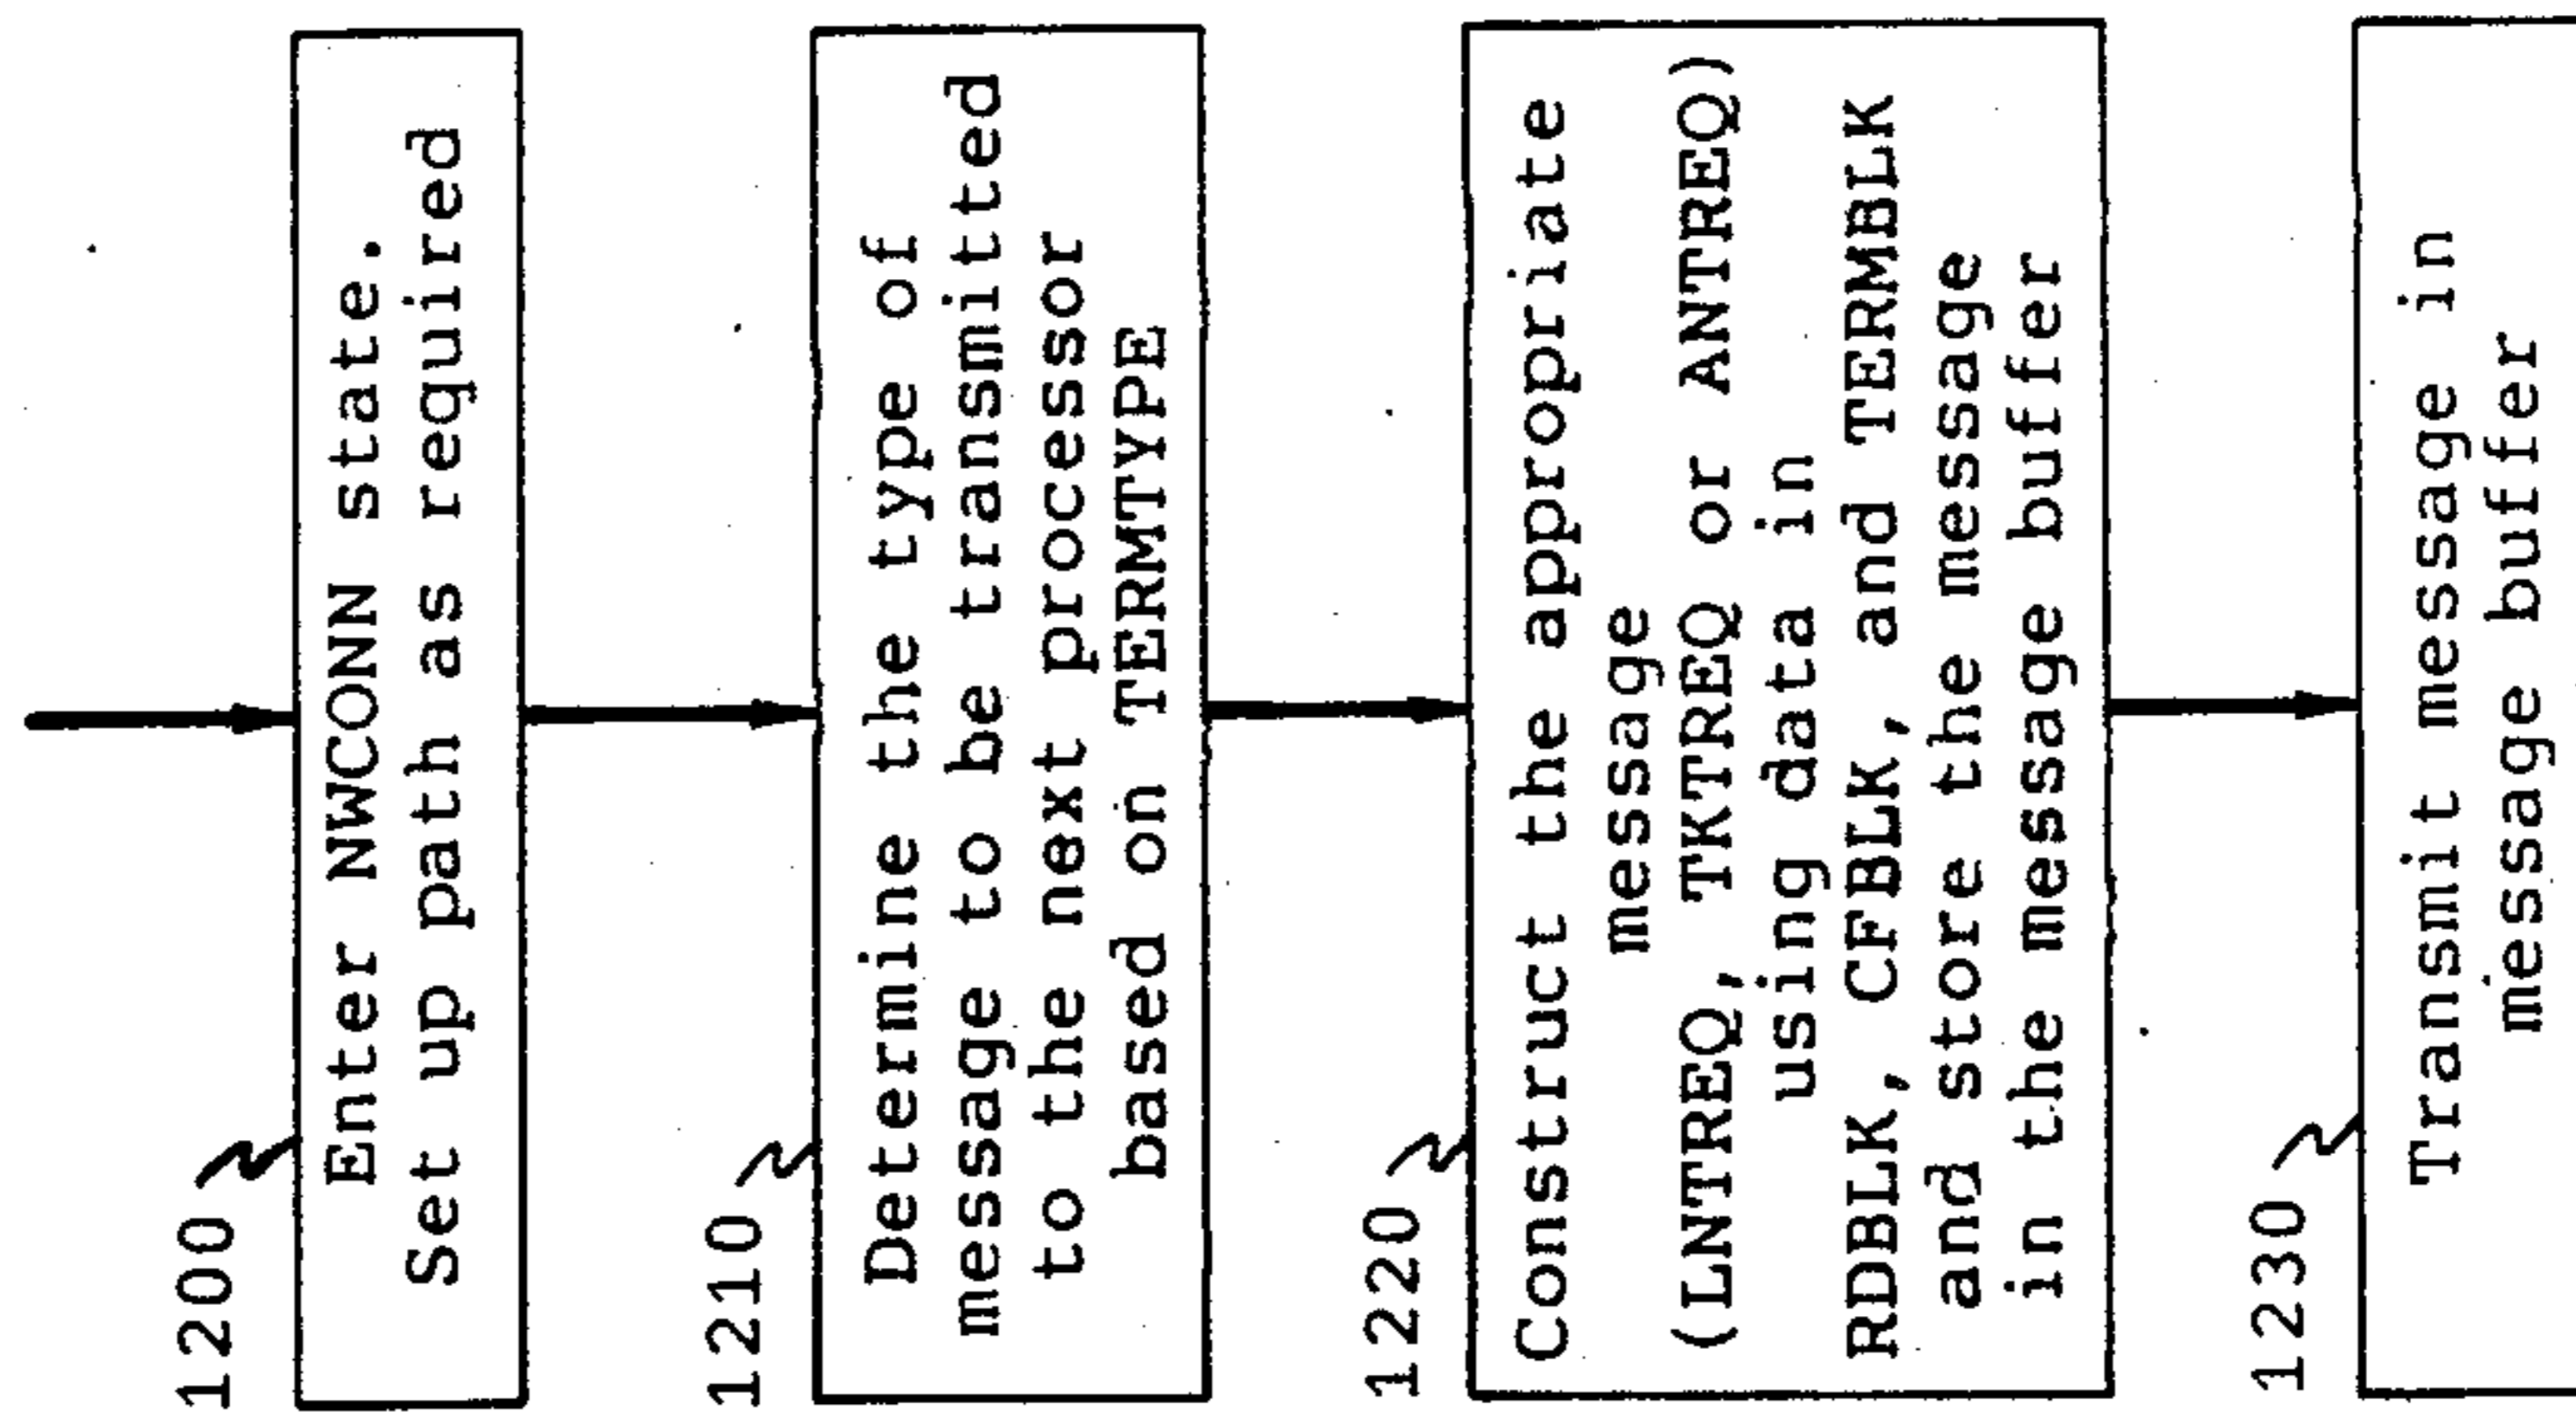 1200
Enter NWCONN state.
Set up path as required
1210
Determine the type of
message to be transmitted
to the next processor
based on TERMTYPE
1220
Construct the appropriate
message
(LNTREQ, TKTREQ or ANTREQ)
using data in
RDBLK, CFBLK, and TERMBLK
and store the message
in the message buffer
1230
Transmit message in
message buffer